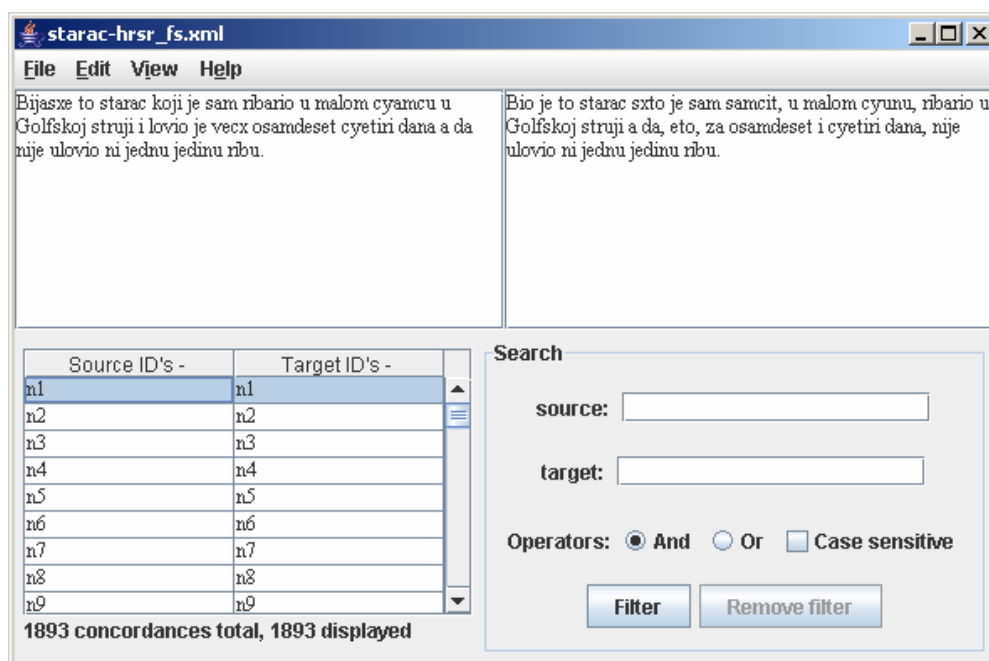 starac-hrsr_fs.xml
File Edit View Help
Bijasxe to starac koji je sam ribario u malom cyamcu u
Golfskoj struji i lovio je vecx osamdeset cyetiri dana a da
nije ulovio ni jednu jedinu ribu.
Bio je to starac sxto je sam samcit, u malom cyunu, ribario u
Golfskoj struji a da, eto, za osamdeset i cyetiri dana, nije
ulovio ni jednu jedinu ribu.
Source ID's - Target ID's -
n1 n1
n2 n2
n3 n3
n4 n4
n5 n5
n6 n6
n7 n7
n8 n8
n9 n9
1893 concordances total, 1893 displayed
Search
source:
target:
Operators: And Or Case sensitive
Filter Remove filter